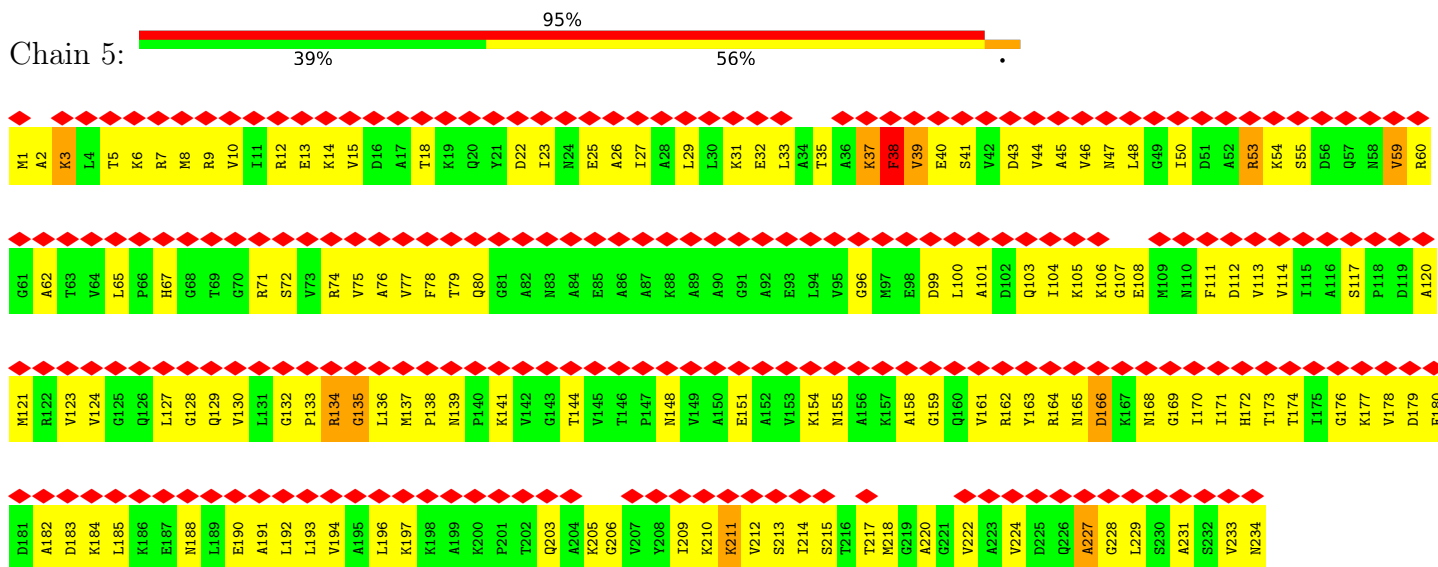 95%
Chain 5:
39% 56% •
M1 A2 K3 L4 T5 K6 R7 M8 R9 V10 I11 R12 E13 K14 V15 D16 A17 T18 K19 Q20 Y21 D22 I23 N24 E25 A26 I27 A28 L29 L30 K31 E32 L33 A34 T35 A36 K37 F38 V39 E40 S41 V42 D43 V44 A45 V46 N47 L48 G49 I50 D51 A52 R53 K54 S55 D56 Q57 N58 V59 R60
G61 A62 T63 V64 L65 P66 H67 G68 T69 G70 R71 S72 V73 R74 V75 A76 V77 F78 T79 Q80 G81 A82 N83 A84 E85 A86 A87 K88 A89 A90 G91 A92 E93 L94 V95 G96 M97 E98 D99 L100 A101 D102 Q103 I104 K105 K106 G107 E108 M109 N110 F111 D112 V113 V114 I115 A116 S117 P118 D119 A120
M121 R122 V123 V124 G125 Q126 L127 G128 Q129 V130 L131 G132 P133 R134 G135 L136 M137 P138 N139 P140 K141 V142 G143 T144 V145 T146 P147 N148 V149 A150 E151 A152 V153 K154 N155 A156 K157 A158 G159 Q160 V161 R162 Y163 R164 N165 D166 K167 N168 G169 I170 I171 H172 T173 T174 I175 G176 K177 V178 D179 F180
D181 A182 D183 K184 L185 K186 E187 N188 L189 E190 A191 L192 L193 V194 A195 L196 K197 K198 A199 K200 P201 T202 Q203 A204 K205 G206 V207 Y208 I209 K210 K211 V212 S213 I214 S215 T216 T217 M218 G219 A220 G221 V222 A223 V224 D225 Q226 A227 G228 L229 S230 A231 S232 V233 N234